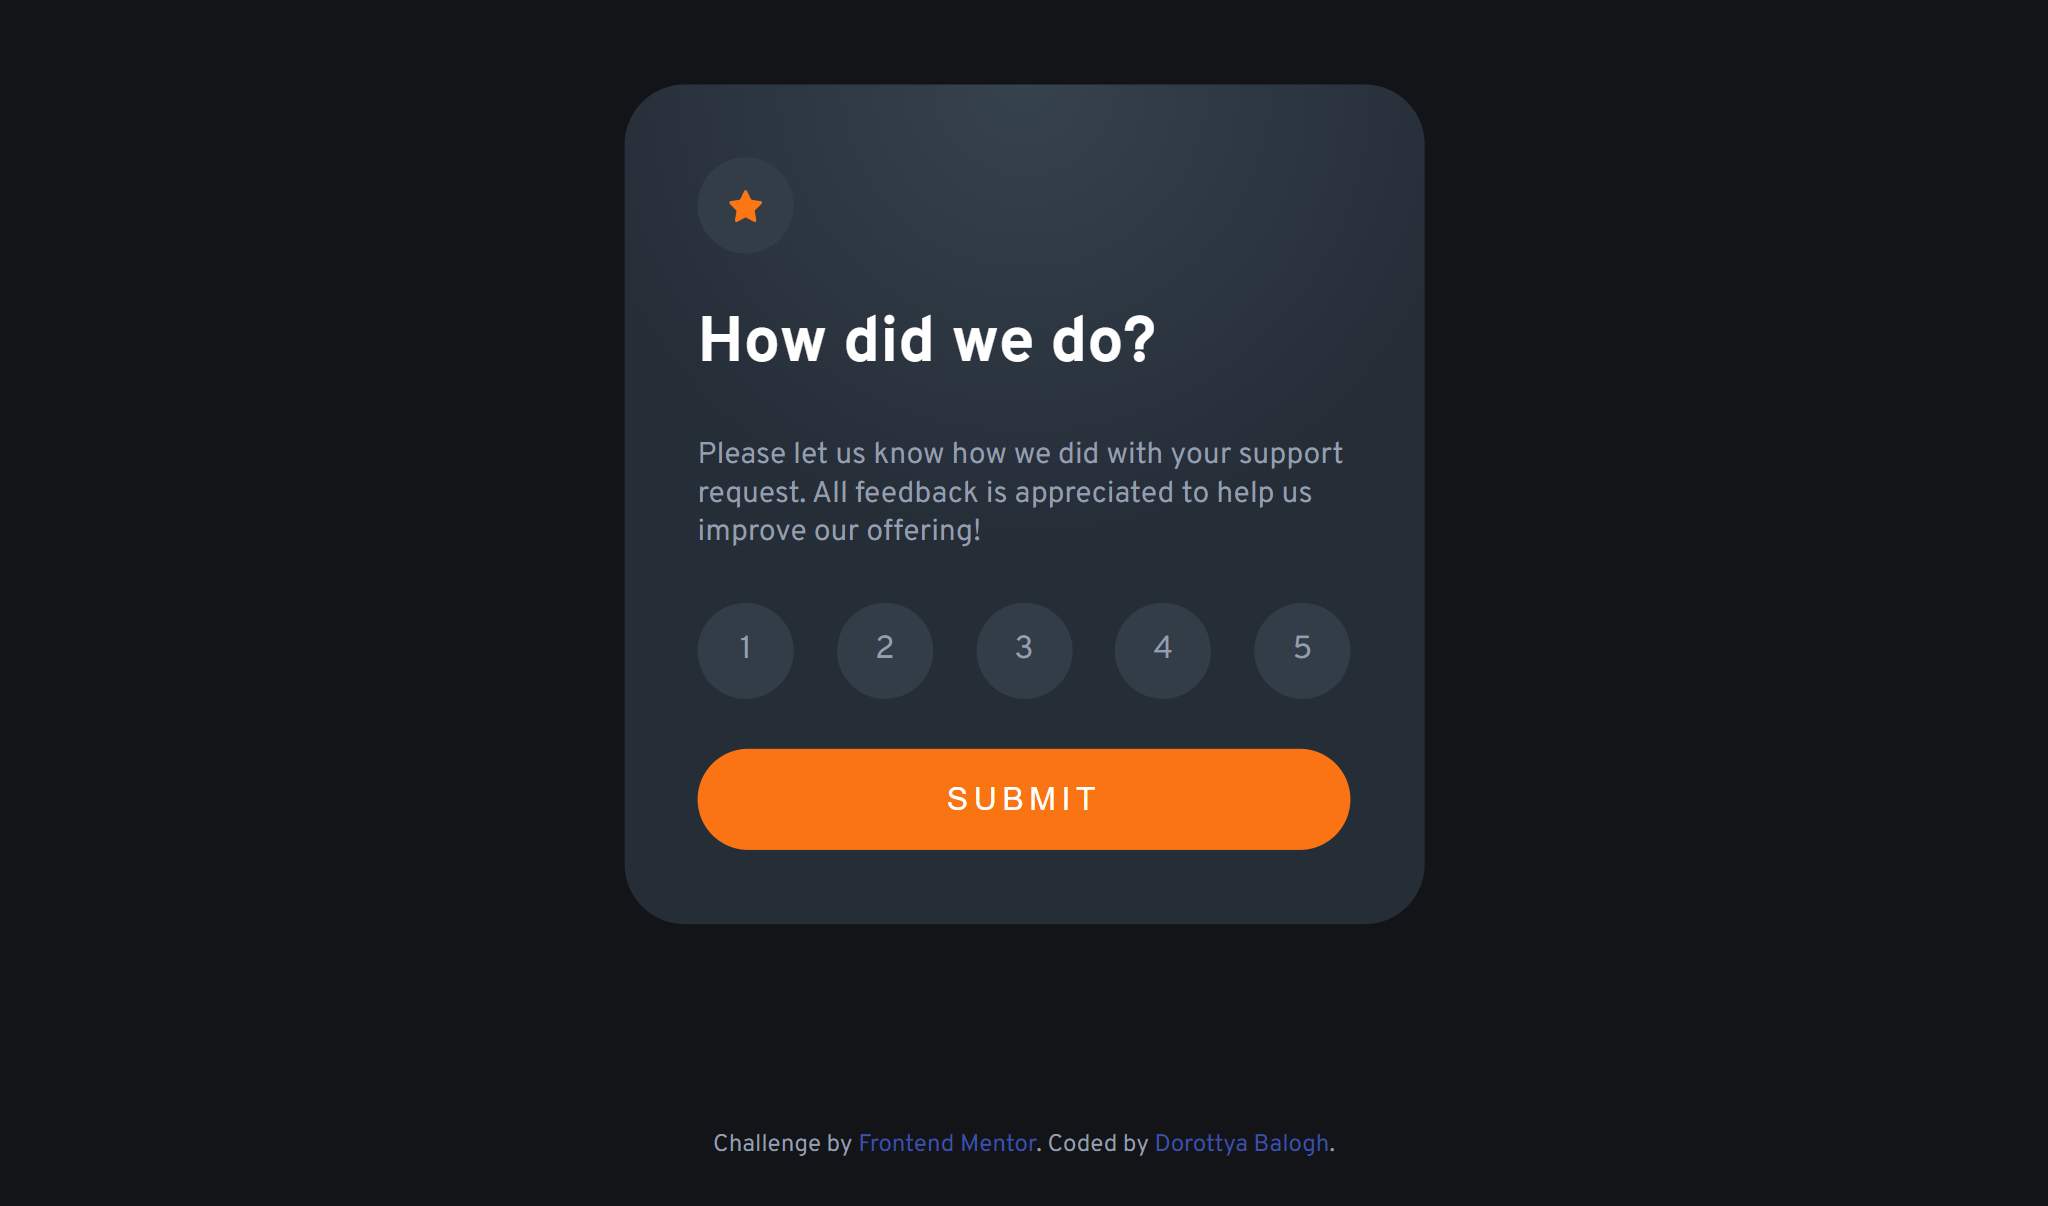 How did we do?
Please let us know how we did with your support
request. All feedback is appreciated to help us
improve our offering!
1 2 3 4 5
SUBMIT
Challenge by Frontend Mentor. Coded by Dorottya Balogh.